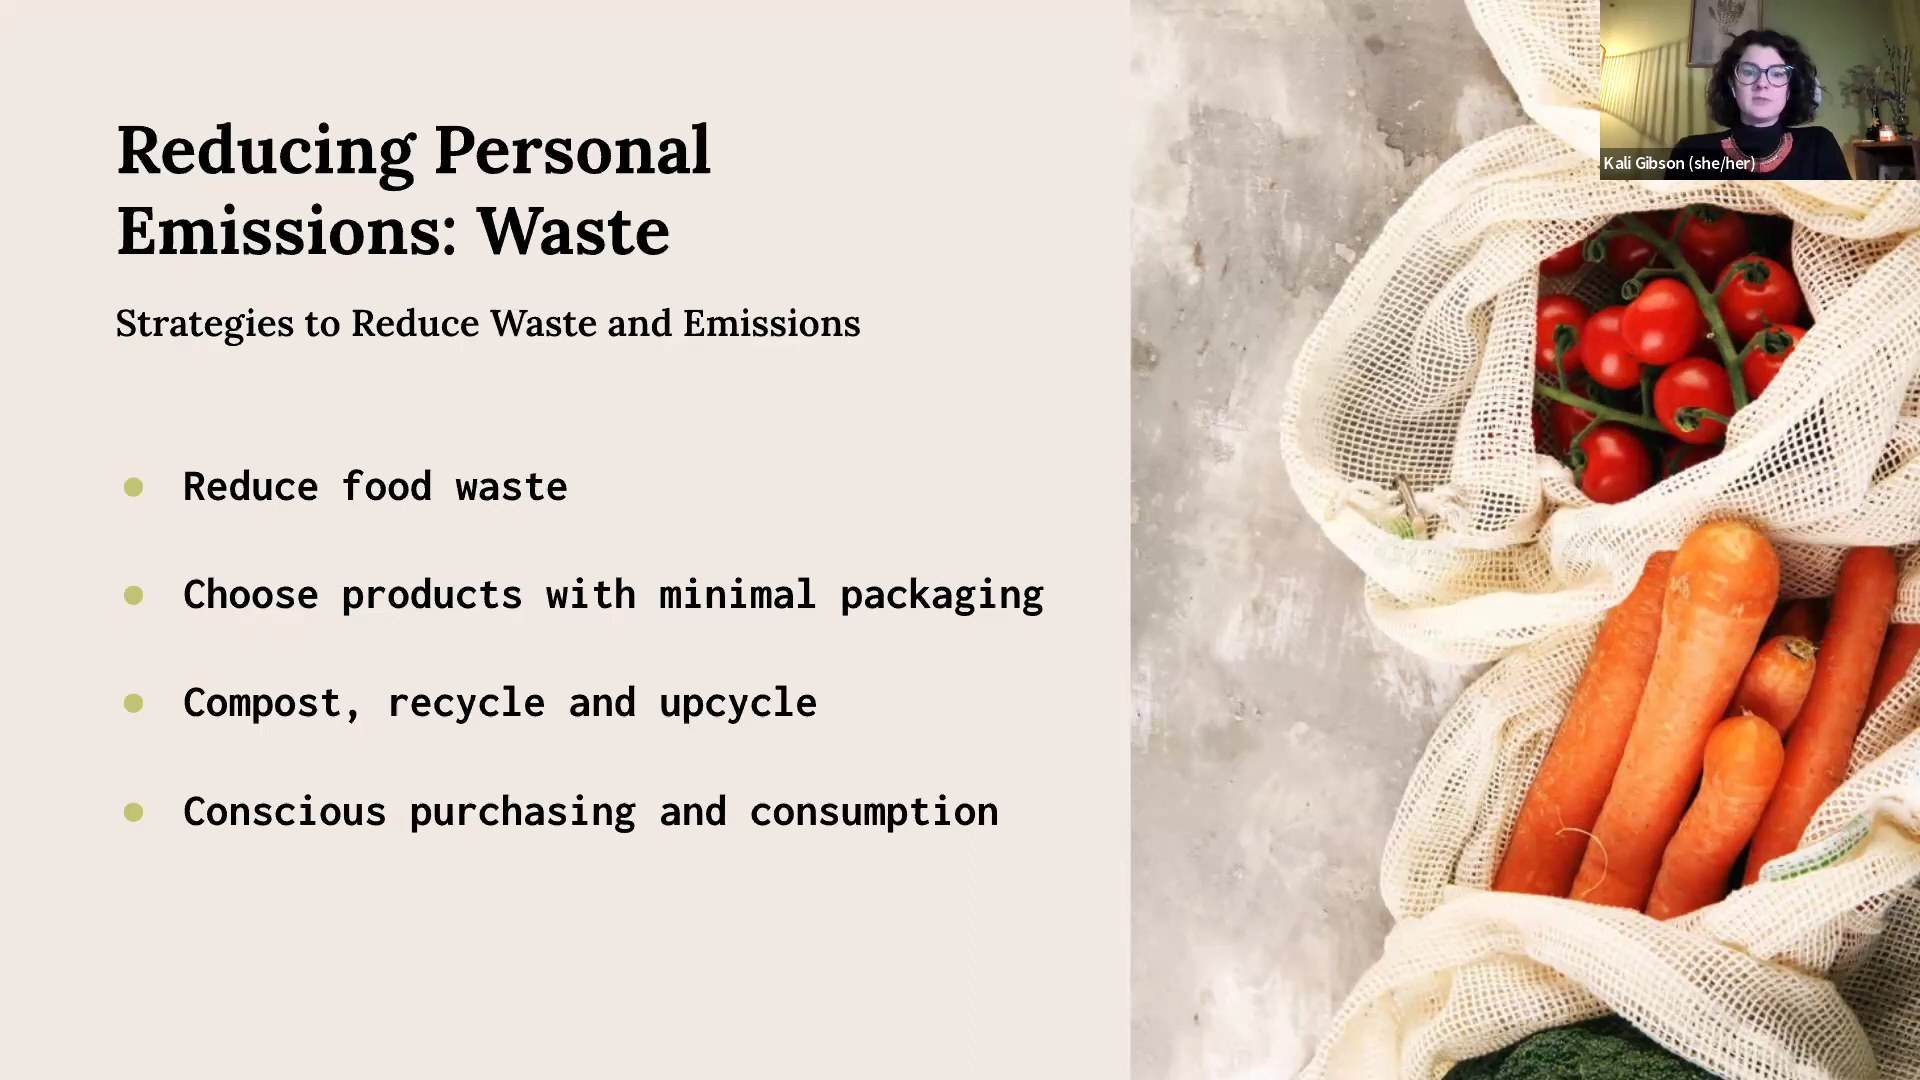 Reducing Personal
Emissions: Waste
Strategies to Reduce Waste and Emissions
Reduce food waste
Choose products with minimal packaging
Compost, recycle and upcycle
Conscious purchasing and consumption
Kali Gibson (she/her)